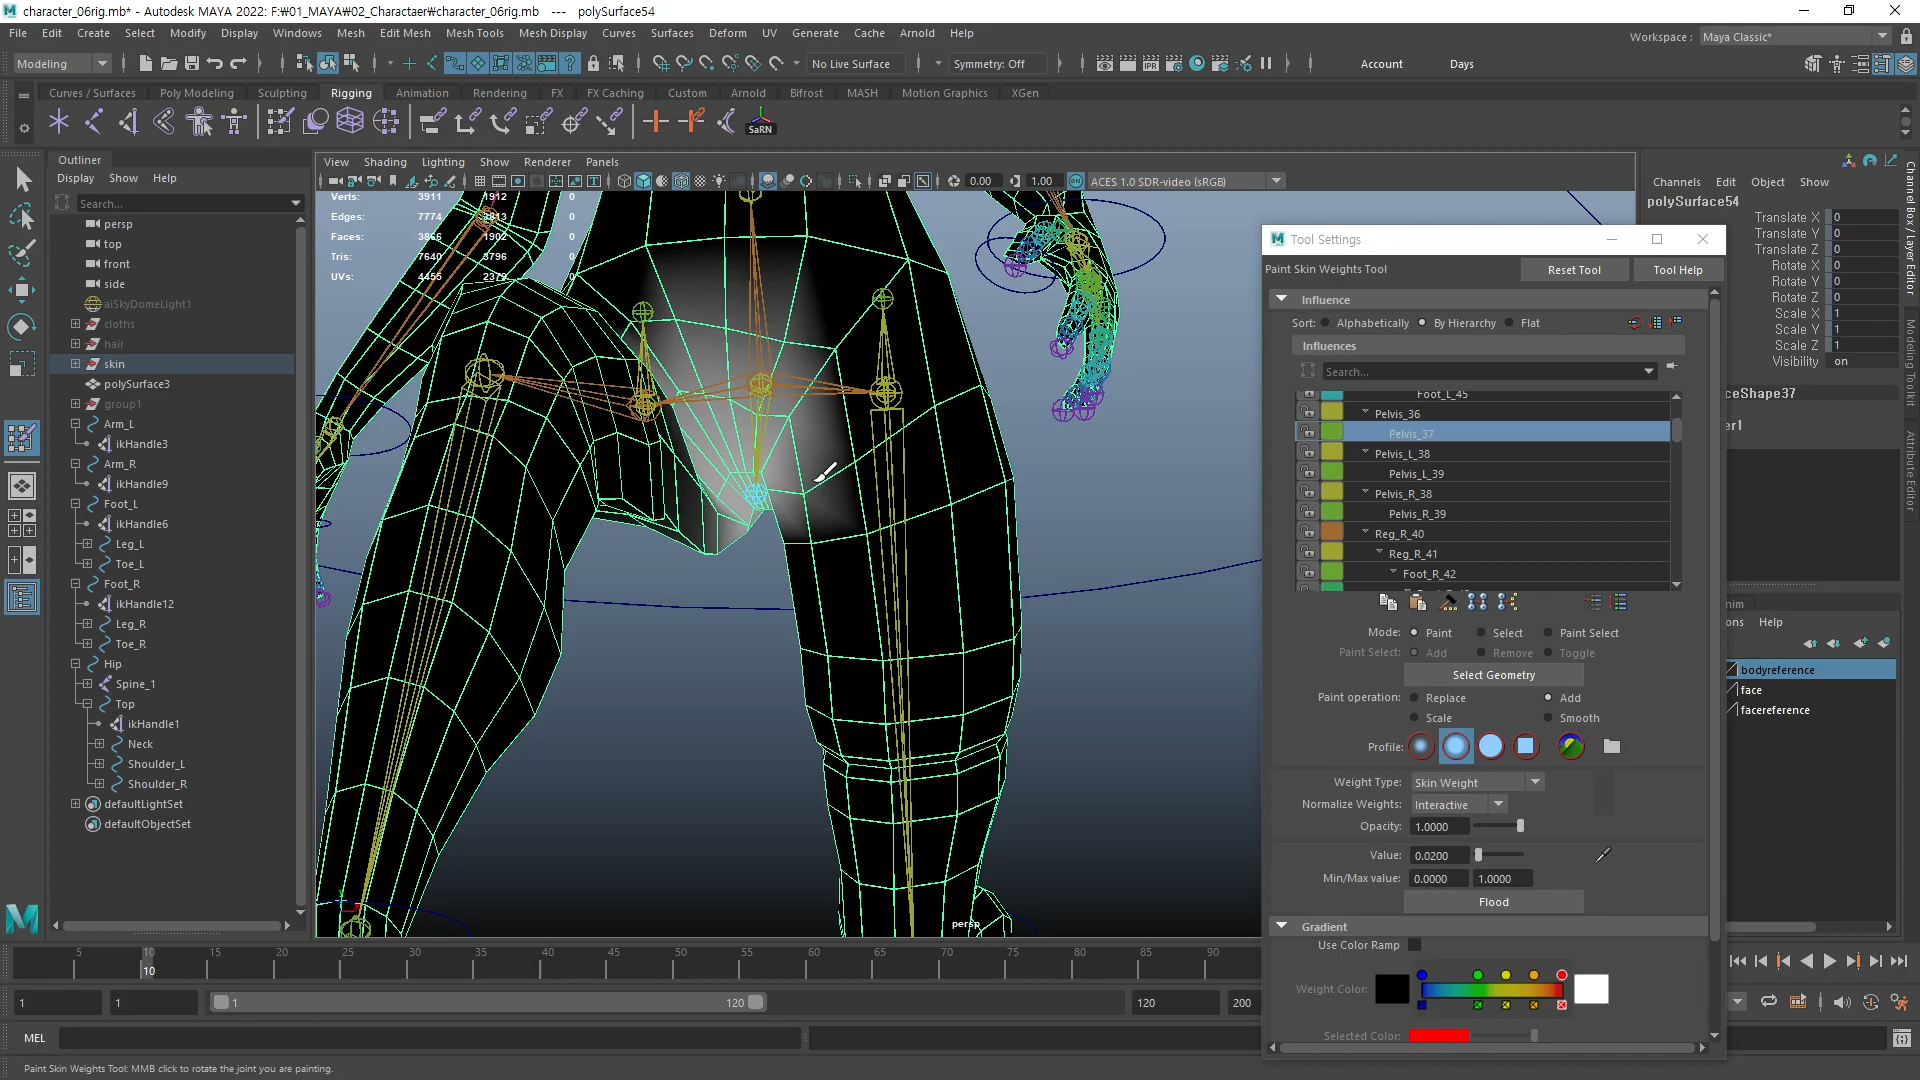 character_06rig.mb* - Autodesk MAYA 2022: F:₩01_MAYA₩02_Charactaer₩character_06rig.mb --- polySurface54
File Edit Create Select Modify Display Windows Mesh Edit Mesh Mesh Tools Mesh Display Curves Surfaces Deform UV Generate Cache Arnold Help
Workspace : Maya Classic*
Modeling No Live Surface Symmetry: Off Account Days
Curves / Surfaces Poly Modeling Sculpting Rigging Animation Rendering FX FX Caching Custom Arnold Bifrost MASH Motion Graphics XGen
SaRN
Outliner
Display Show Help
Search...
persp
top
front
side
aiSkyDomeLight1
cloths
hair
skin
polySurface3
group1
Arm_L
ikHandle3
Arm_R
ikHandle9
Foot_L
ikHandle6
Leg_L
Toe_L
Foot_R
ikHandle12
Leg_R
Toe_R
Hip
Spine_1
Top
ikHandle1
Neck
Shoulder_L
Shoulder_R
defaultLightSet
defaultObjectSet
View Shading Lighting Show Renderer Panels
0.00 1.00 ACES 1.0 SDR-video (sRGB)
Verts: 3911 1912 0
Edges: 7774 3813 0
Faces: 3866 1902 0
Tris: 7640 3796 0
UVs: 4455 2379 0
persp
Tool Settings
Paint Skin Weights Tool
Reset Tool Tool Help
Influence
Sort: Alphabetically By Hierarchy Flat
Influences
Search...
Foot_L_45
Pelvis_36
Pelvis_37
Pelvis_L_38
Pelvis_L_39
Pelvis_R_38
Pelvis_R_39
Reg_R_40
Reg_R_41
Foot_R_42
Mode: Paint Select Paint Select
Paint Select: Add Remove Toggle
Select Geometry
Paint operation: Replace Add
Scale Smooth
Profile:
Weight Type: Skin Weight
Normalize Weights: Interactive
Opacity: 1.0000
Value: 0.0200
Min/Max value: 0.0000 1.0000
Flood
Gradient
Use Color Ramp
Weight Color:
Selected Color:
Channels Edit Object Show
polySurface54
Translate X 0
Translate Y 0
Translate Z 0
Rotate X 0
Rotate Y 0
Rotate Z 0
Scale X 1
Scale Y 1
Scale Z 1
Visibility on
ceShape37
er1
nim
ons Help
bodyreference
face
facereference
Channel Box / Layer Editor
Modeling Toolkit
Attribute Editor
5 10 15 20 25 30 35 40 45 50 55 60 65 70 75 80 85 90
10
1 1 1 120 120 200
MEL
Paint Skin Weights Tool: MMB click to rotate the joint you are painting.